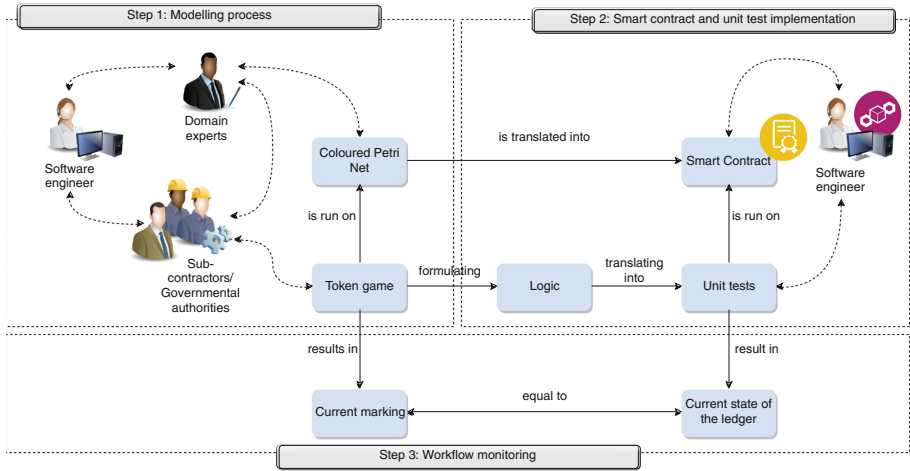 Step 1: Modelling process
Step 2: Smart contract and unit test implementation
Domain
experts
Software
engineer
Sub-
contractors/
Governmental
authorities
Coloured Petri
Net
is translated into
Smart Contract
Software
engineer
is run on
is run on
Token game
formulating
Logic
translating
into
Unit tests
results in
result in
Current marking
equal to
Current state of
the ledger
Step 3: Workflow monitoring